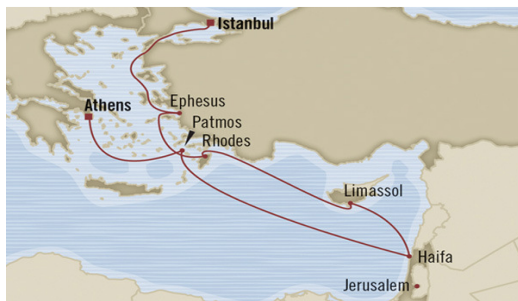 Istanbul
Ephesus
Athens
Patmos
Rhodes
Limassol
Haifa
Jerusalem